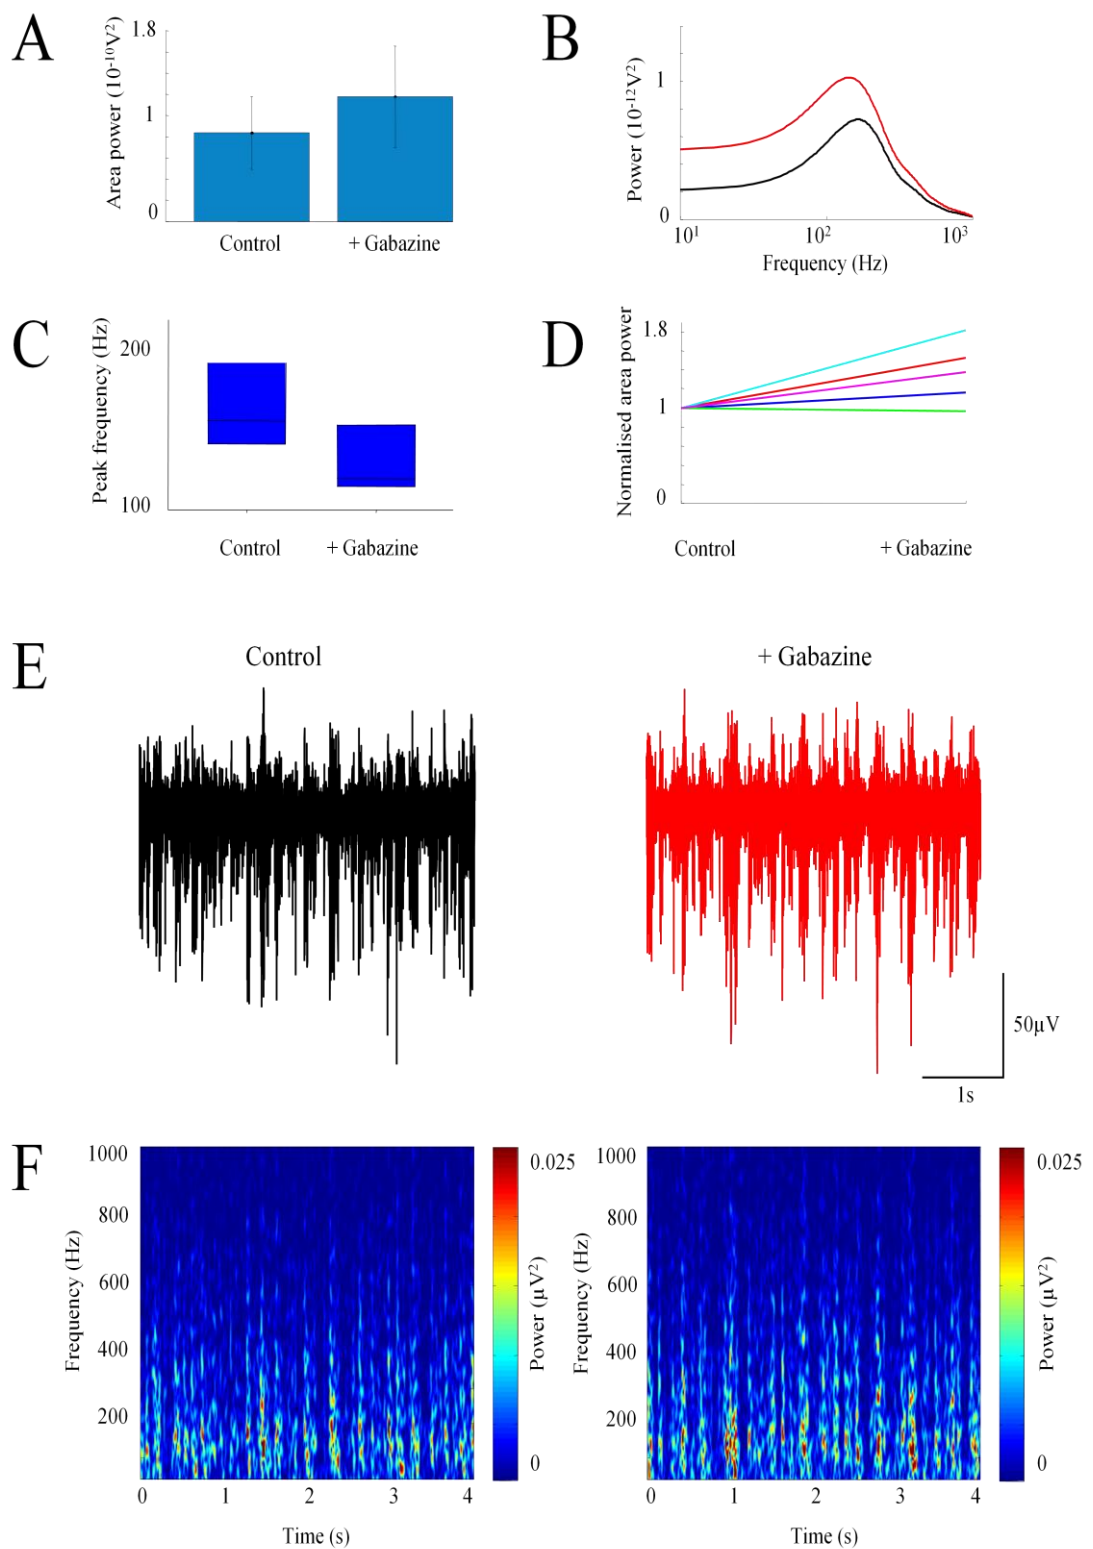 A
Area power (10⁻¹⁰V²)
1.8
1
0
Control
+ Gabazine
B
Power (10⁻¹²V²)
1
0
10¹
10²
10³
Frequency (Hz)
C
Peak frequency (Hz)
200
100
Control
+ Gabazine
D
Normalised area power
1.8
1
0
Control
+ Gabazine
E
Control
+ Gabazine
50µV
1s
F
Frequency (Hz)
1000
800
600
400
200
0 1 2 3 4
Time (s)
0.025
0
Power (µV²)
Frequency (Hz)
1000
800
600
400
200
0 1 2 3 4
Time (s)
0.025
0
Power (µV²)